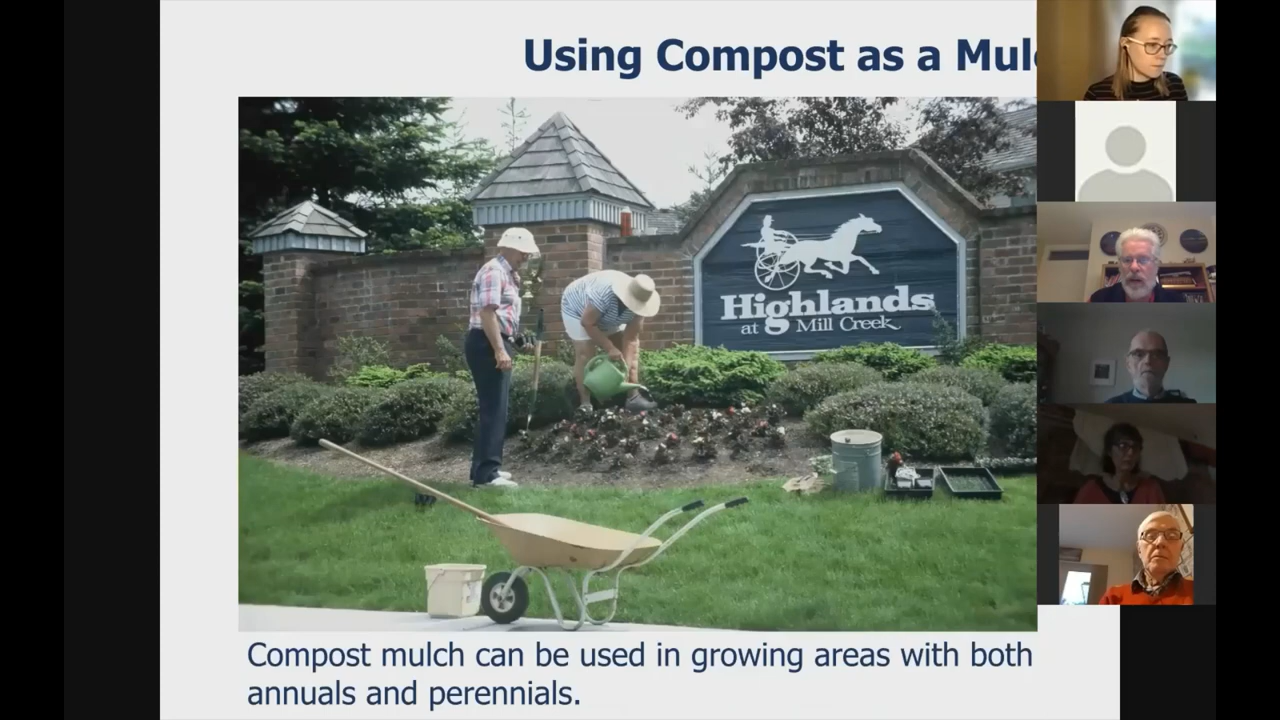 Using Compost as a Mul
Highlands
at Mill Creek
Compost mulch can be used in growing areas with both
annuals and perennials.